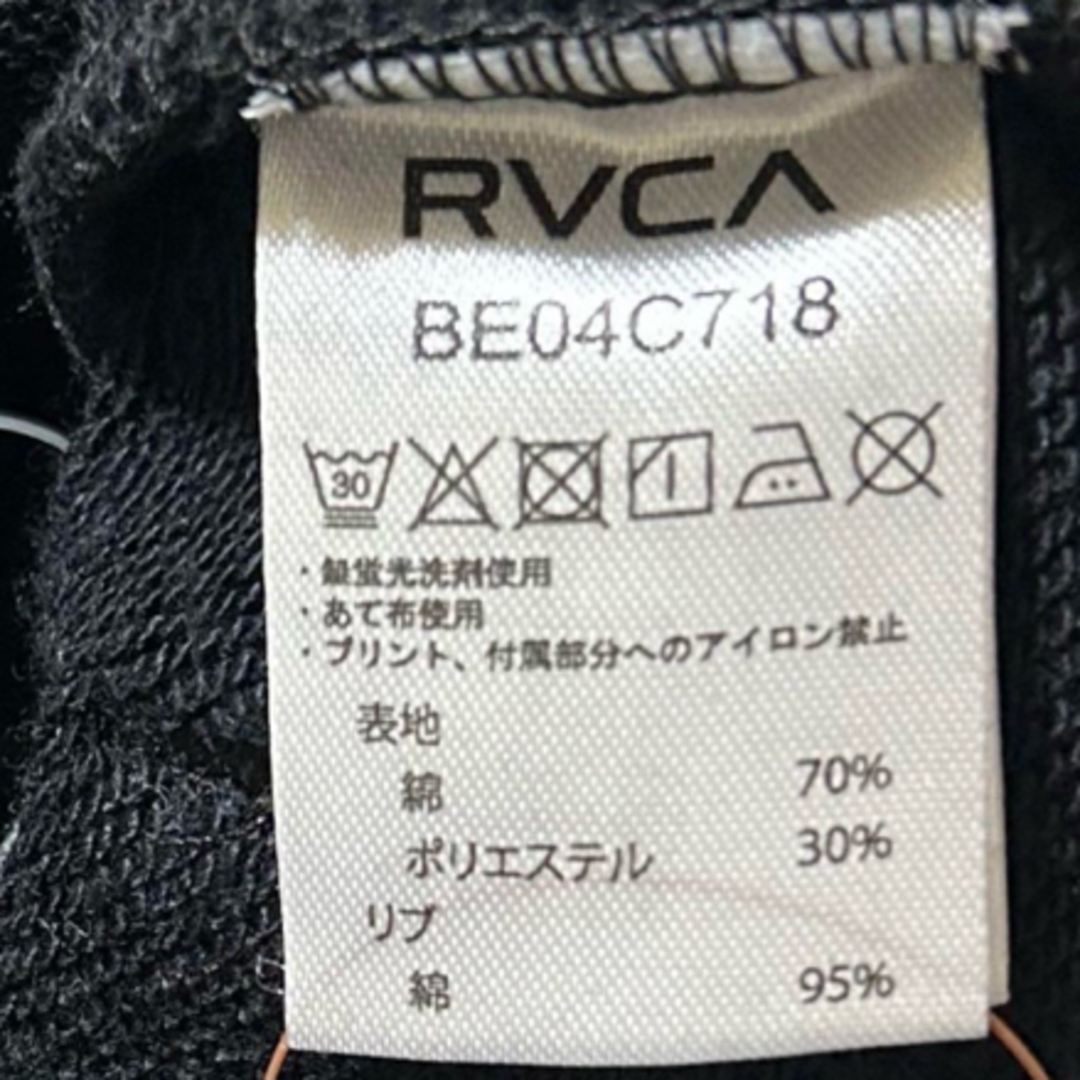 RVCA
BE04C718
30
・無蛍光洗剤使用
・あて布使用
・プリント、付属部分へのアイロン禁止
表地
綿 70%
ポリエステル 30%
リブ
綿 95%